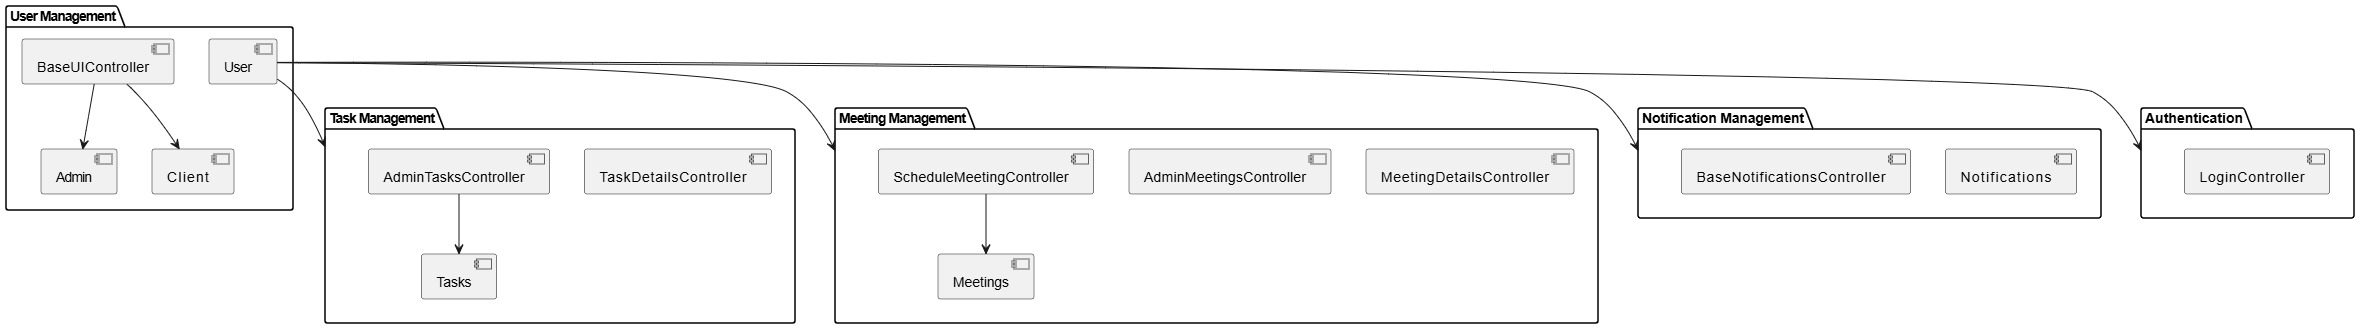 User Management
BaseUIController
User
Admin
Client
Task Management
AdminTasksController
TaskDetailsController
Tasks
Meeting Management
ScheduleMeetingController
AdminMeetingsController
MeetingDetailsController
Meetings
Notification Management
BaseNotificationsController
Notifications
Authentication
LoginController